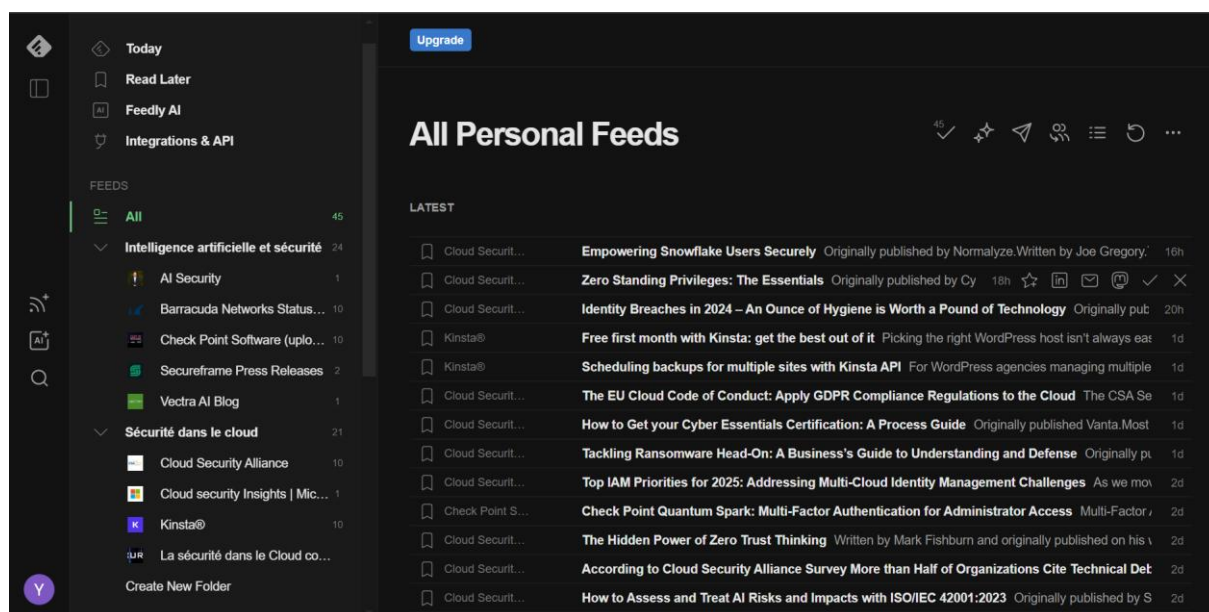 Today
Read Later
AI Feedly AI
Integrations & API
FEEDS
All 45
Intelligence artificielle et sécurité 24
AI Security 1
Barracuda Networks Status... 10
Check Point Software (uplo... 10
Secureframe Press Releases 2
Vectra AI Blog 1
Sécurité dans le cloud 21
Cloud Security Alliance 10
Cloud security Insights | Mic... 1
K Kinsta® 10
La sécurité dans le Cloud co...
Create New Folder
AI
Y
Upgrade
All Personal Feeds
45
LATEST
Cloud Securit... Empowering Snowflake Users Securely Originally published by Normalyze.Written by Joe Gregory. 16h
Cloud Securit... Zero Standing Privileges: The Essentials Originally published by Cy 18h in
Cloud Securit... Identity Breaches in 2024 – An Ounce of Hygiene is Worth a Pound of Technology Originally pub 20h
Kinsta® Free first month with Kinsta: get the best out of it Picking the right WordPress host isn't always eas 1d
Kinsta® Scheduling backups for multiple sites with Kinsta API For WordPress agencies managing multiple 1d
Cloud Securit... The EU Cloud Code of Conduct: Apply GDPR Compliance Regulations to the Cloud The CSA Se 1d
Cloud Securit... How to Get your Cyber Essentials Certification: A Process Guide Originally published Vanta.Most 1d
Cloud Securit... Tackling Ransomware Head-On: A Business's Guide to Understanding and Defense Originally pu 1d
Cloud Securit... Top IAM Priorities for 2025: Addressing Multi-Cloud Identity Management Challenges As we mov 2d
Check Point S... Check Point Quantum Spark: Multi-Factor Authentication for Administrator Access Multi-Factor 2d
Cloud Securit... The Hidden Power of Zero Trust Thinking Written by Mark Fishburn and originally published on his 2d
Cloud Securit... According to Cloud Security Alliance Survey More than Half of Organizations Cite Technical Det 2d
Cloud Securit... How to Assess and Treat AI Risks and Impacts with ISO/IEC 42001:2023 Originally published by S 2d